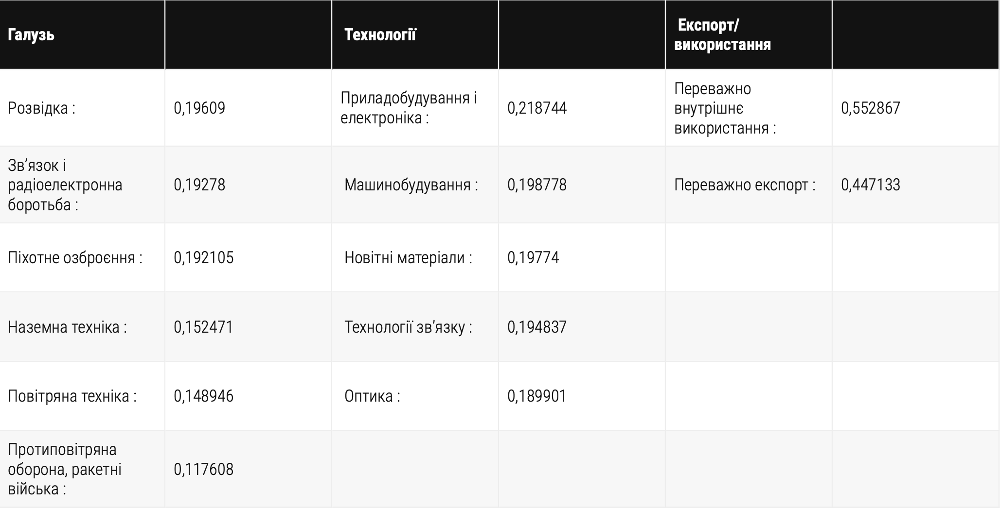 Галузь
Технології
Експорт/
використання
Розвідка :
0,19609
Приладобудування і
електроніка :
0,218744
Переважно
внутрішнє
використання :
0,552867
Зв’язок і
радіоелектронна
боротьба :
0,19278
Машинобудування :
0,198778
Переважно експорт :
0,447133
Піхотне озброєння :
0,192105
Новітні матеріали :
0,19774
Наземна техніка :
0,152471
Технології зв’язку :
0,194837
Повітряна техніка :
0,148946
Оптика :
0,189901
Протиповітряна
оборона, ракетні
війська :
0,117608